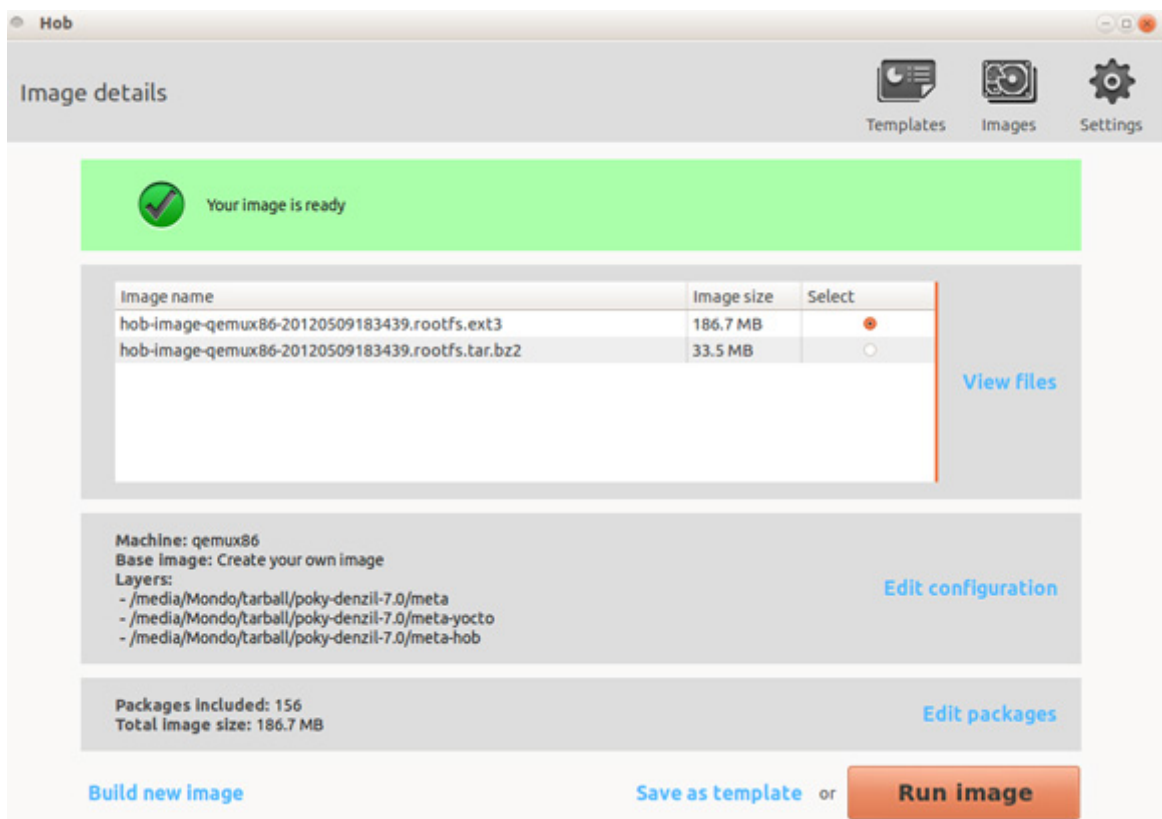 Hob
Image details
Templates Images Settings
Your image is ready
Image name Image size Select
hob-image-qemux86-20120509183439.rootfs.ext3 186.7 MB
hob-image-qemux86-20120509183439.rootfs.tar.bz2 33.5 MB
View files
Machine: qemux86
Base image: Create your own image
Layers:
- /media/Mondo/tarball/poky-denzil-7.0/meta
- /media/Mondo/tarball/poky-denzil-7.0/meta-yocto
- /media/Mondo/tarball/poky-denzil-7.0/meta-hob
Edit configuration
Packages included: 156
Total image size: 186.7 MB
Edit packages
Build new image Save as template or Run image